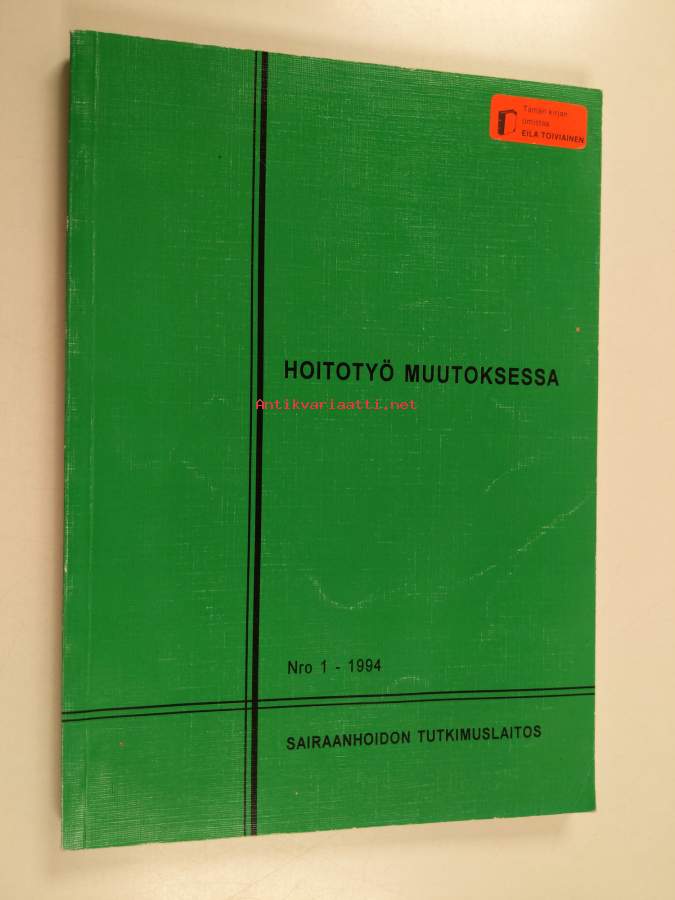 Tämän kirjan
omistaa
EILA TOIVIAINEN
HOITOTYÖ MUUTOKSESSA
Antikvariaatti.net
Nro 1 - 1994
SAIRAANHOIDON TUTKIMUSLAITOS